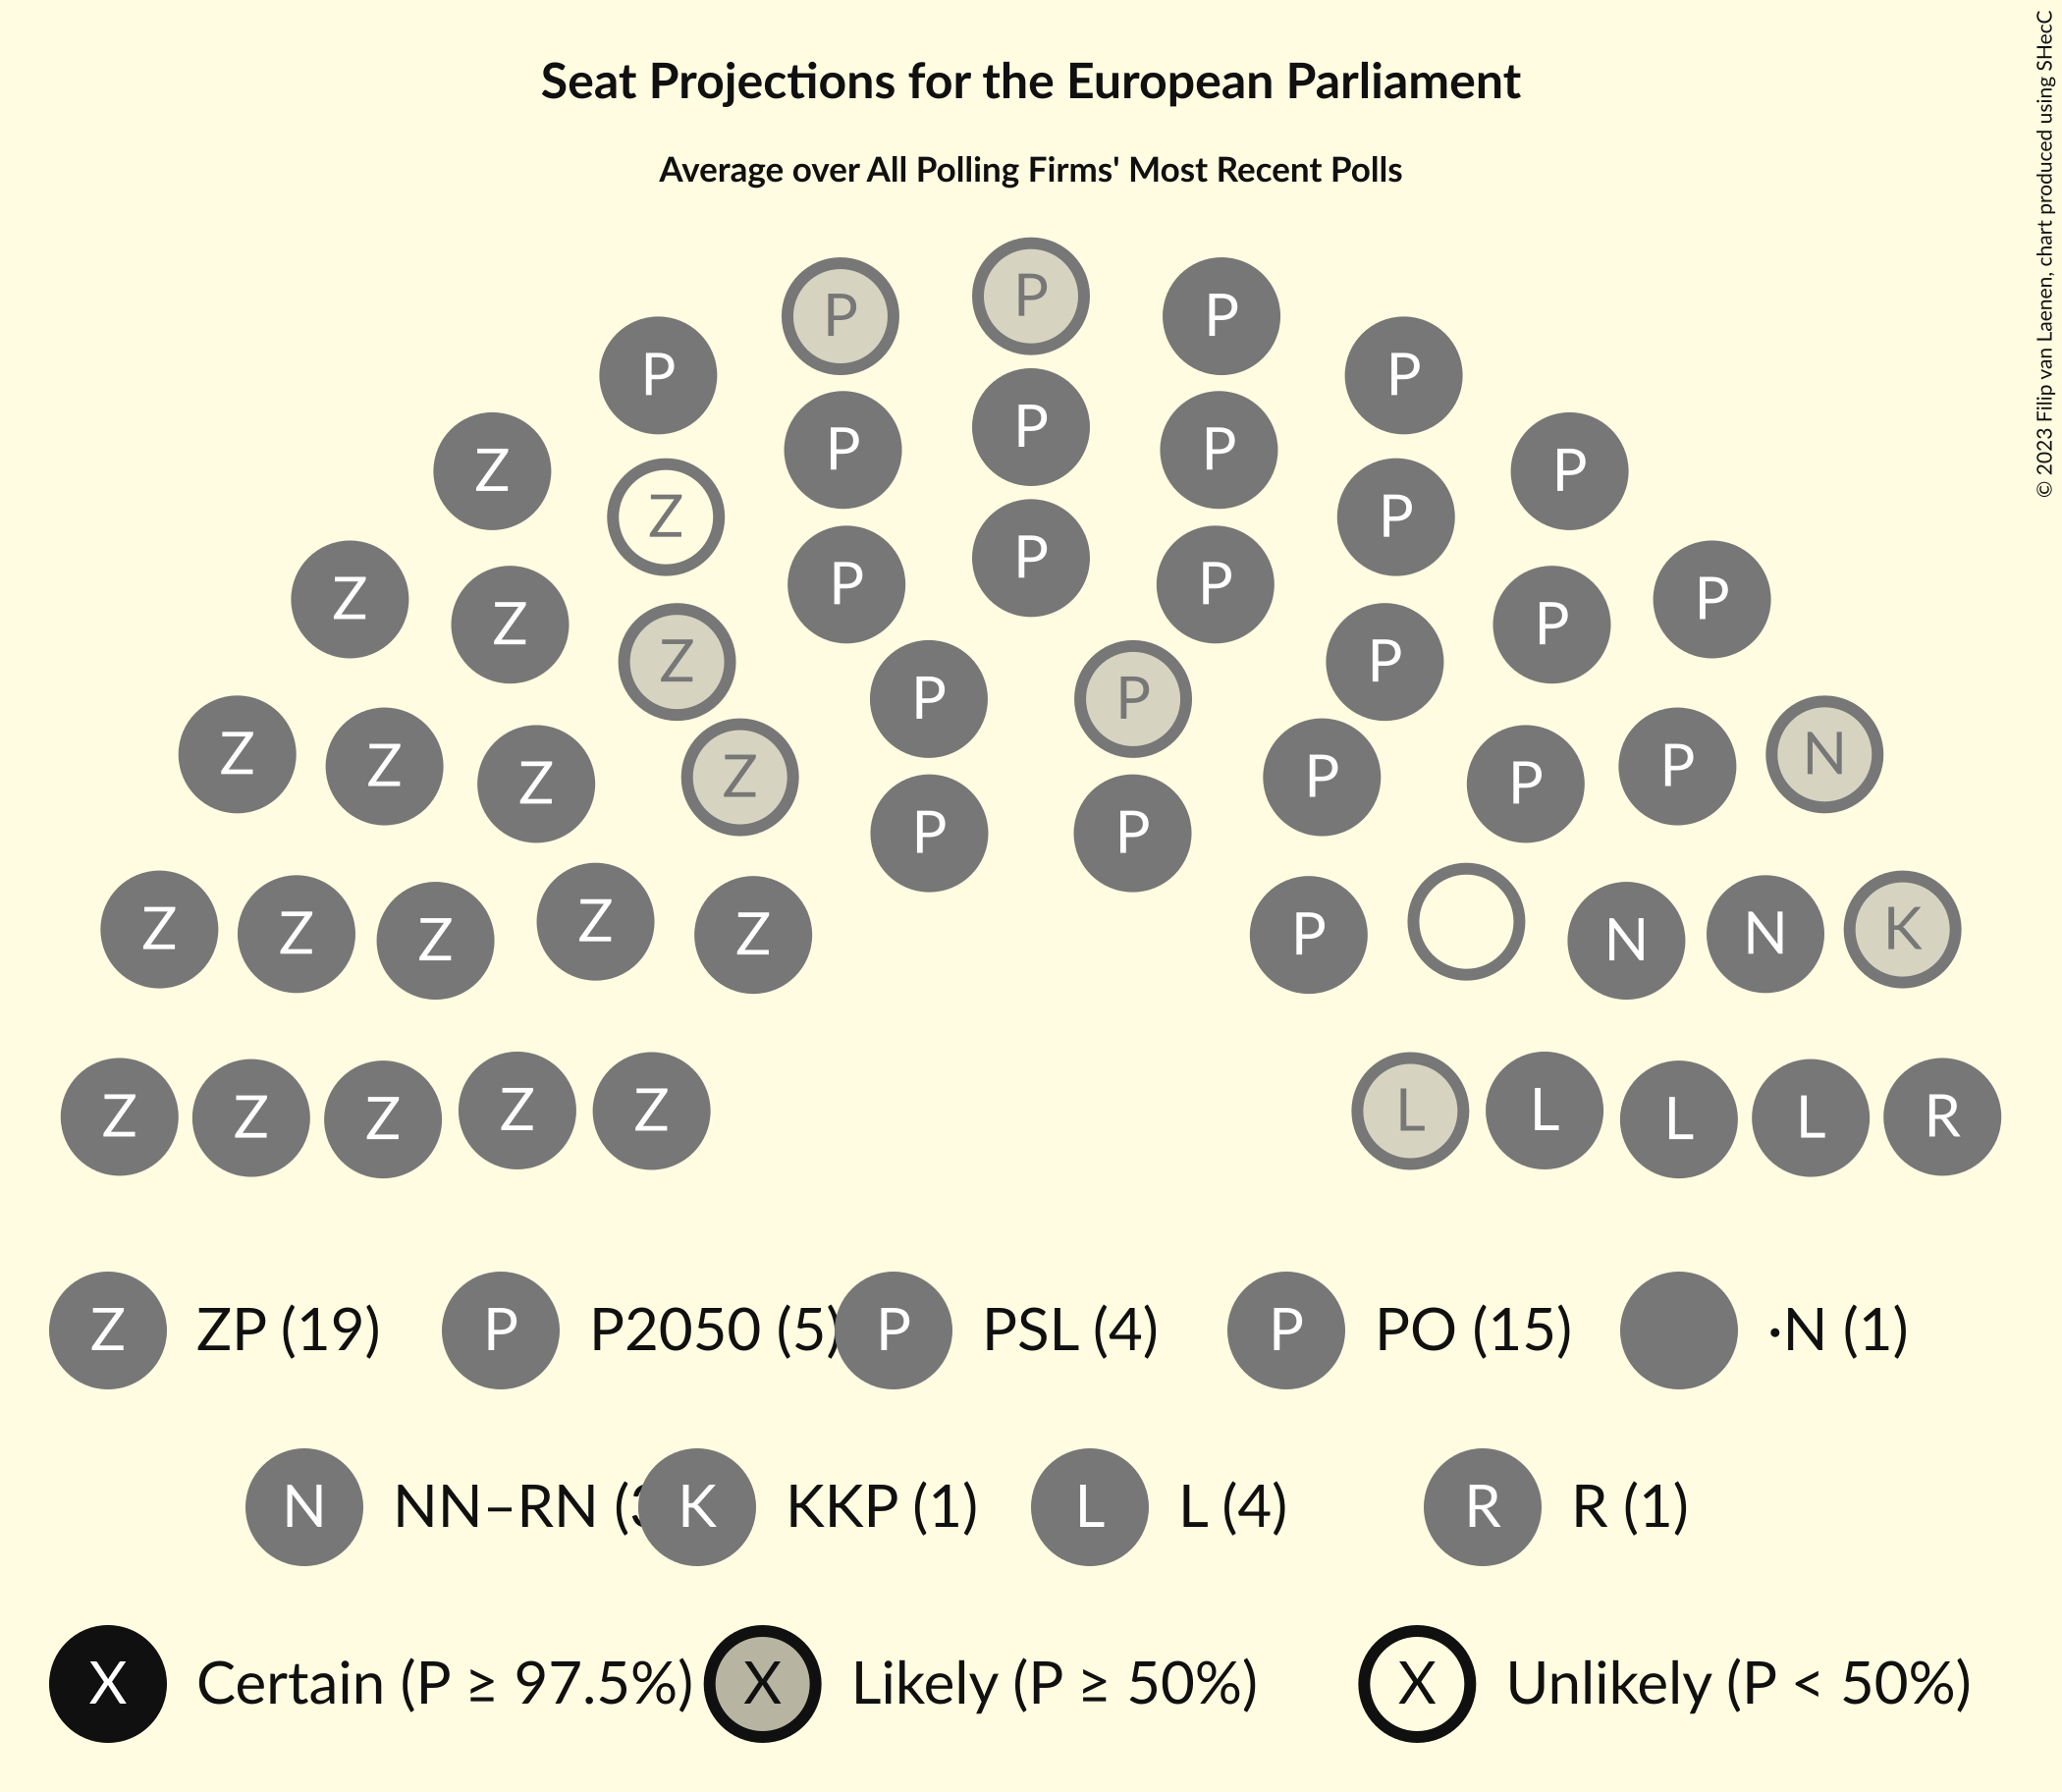 Seat Projections for the European Parliament
Average over All Polling Firms' Most Recent Polls
© 2023 Filip van Laenen, chart produced using SHecC
P P P
P P
P P P
Z P
Z P P
P P P
Z P P
Z Z P P
Z P
P P
Z Z Z Z P P P N
P P
Z Z Z Z Z P N N K
Z Z Z Z Z L L L L R
Z ZP (19) P P2050 (5) P PSL (4) P PO (15) ·N (1)
N NN–RN K KKP (1) L L (4) R R (1)
X Certain (P ≥ 97.5%) X Likely (P ≥ 50%) X Unlikely (P < 50%)